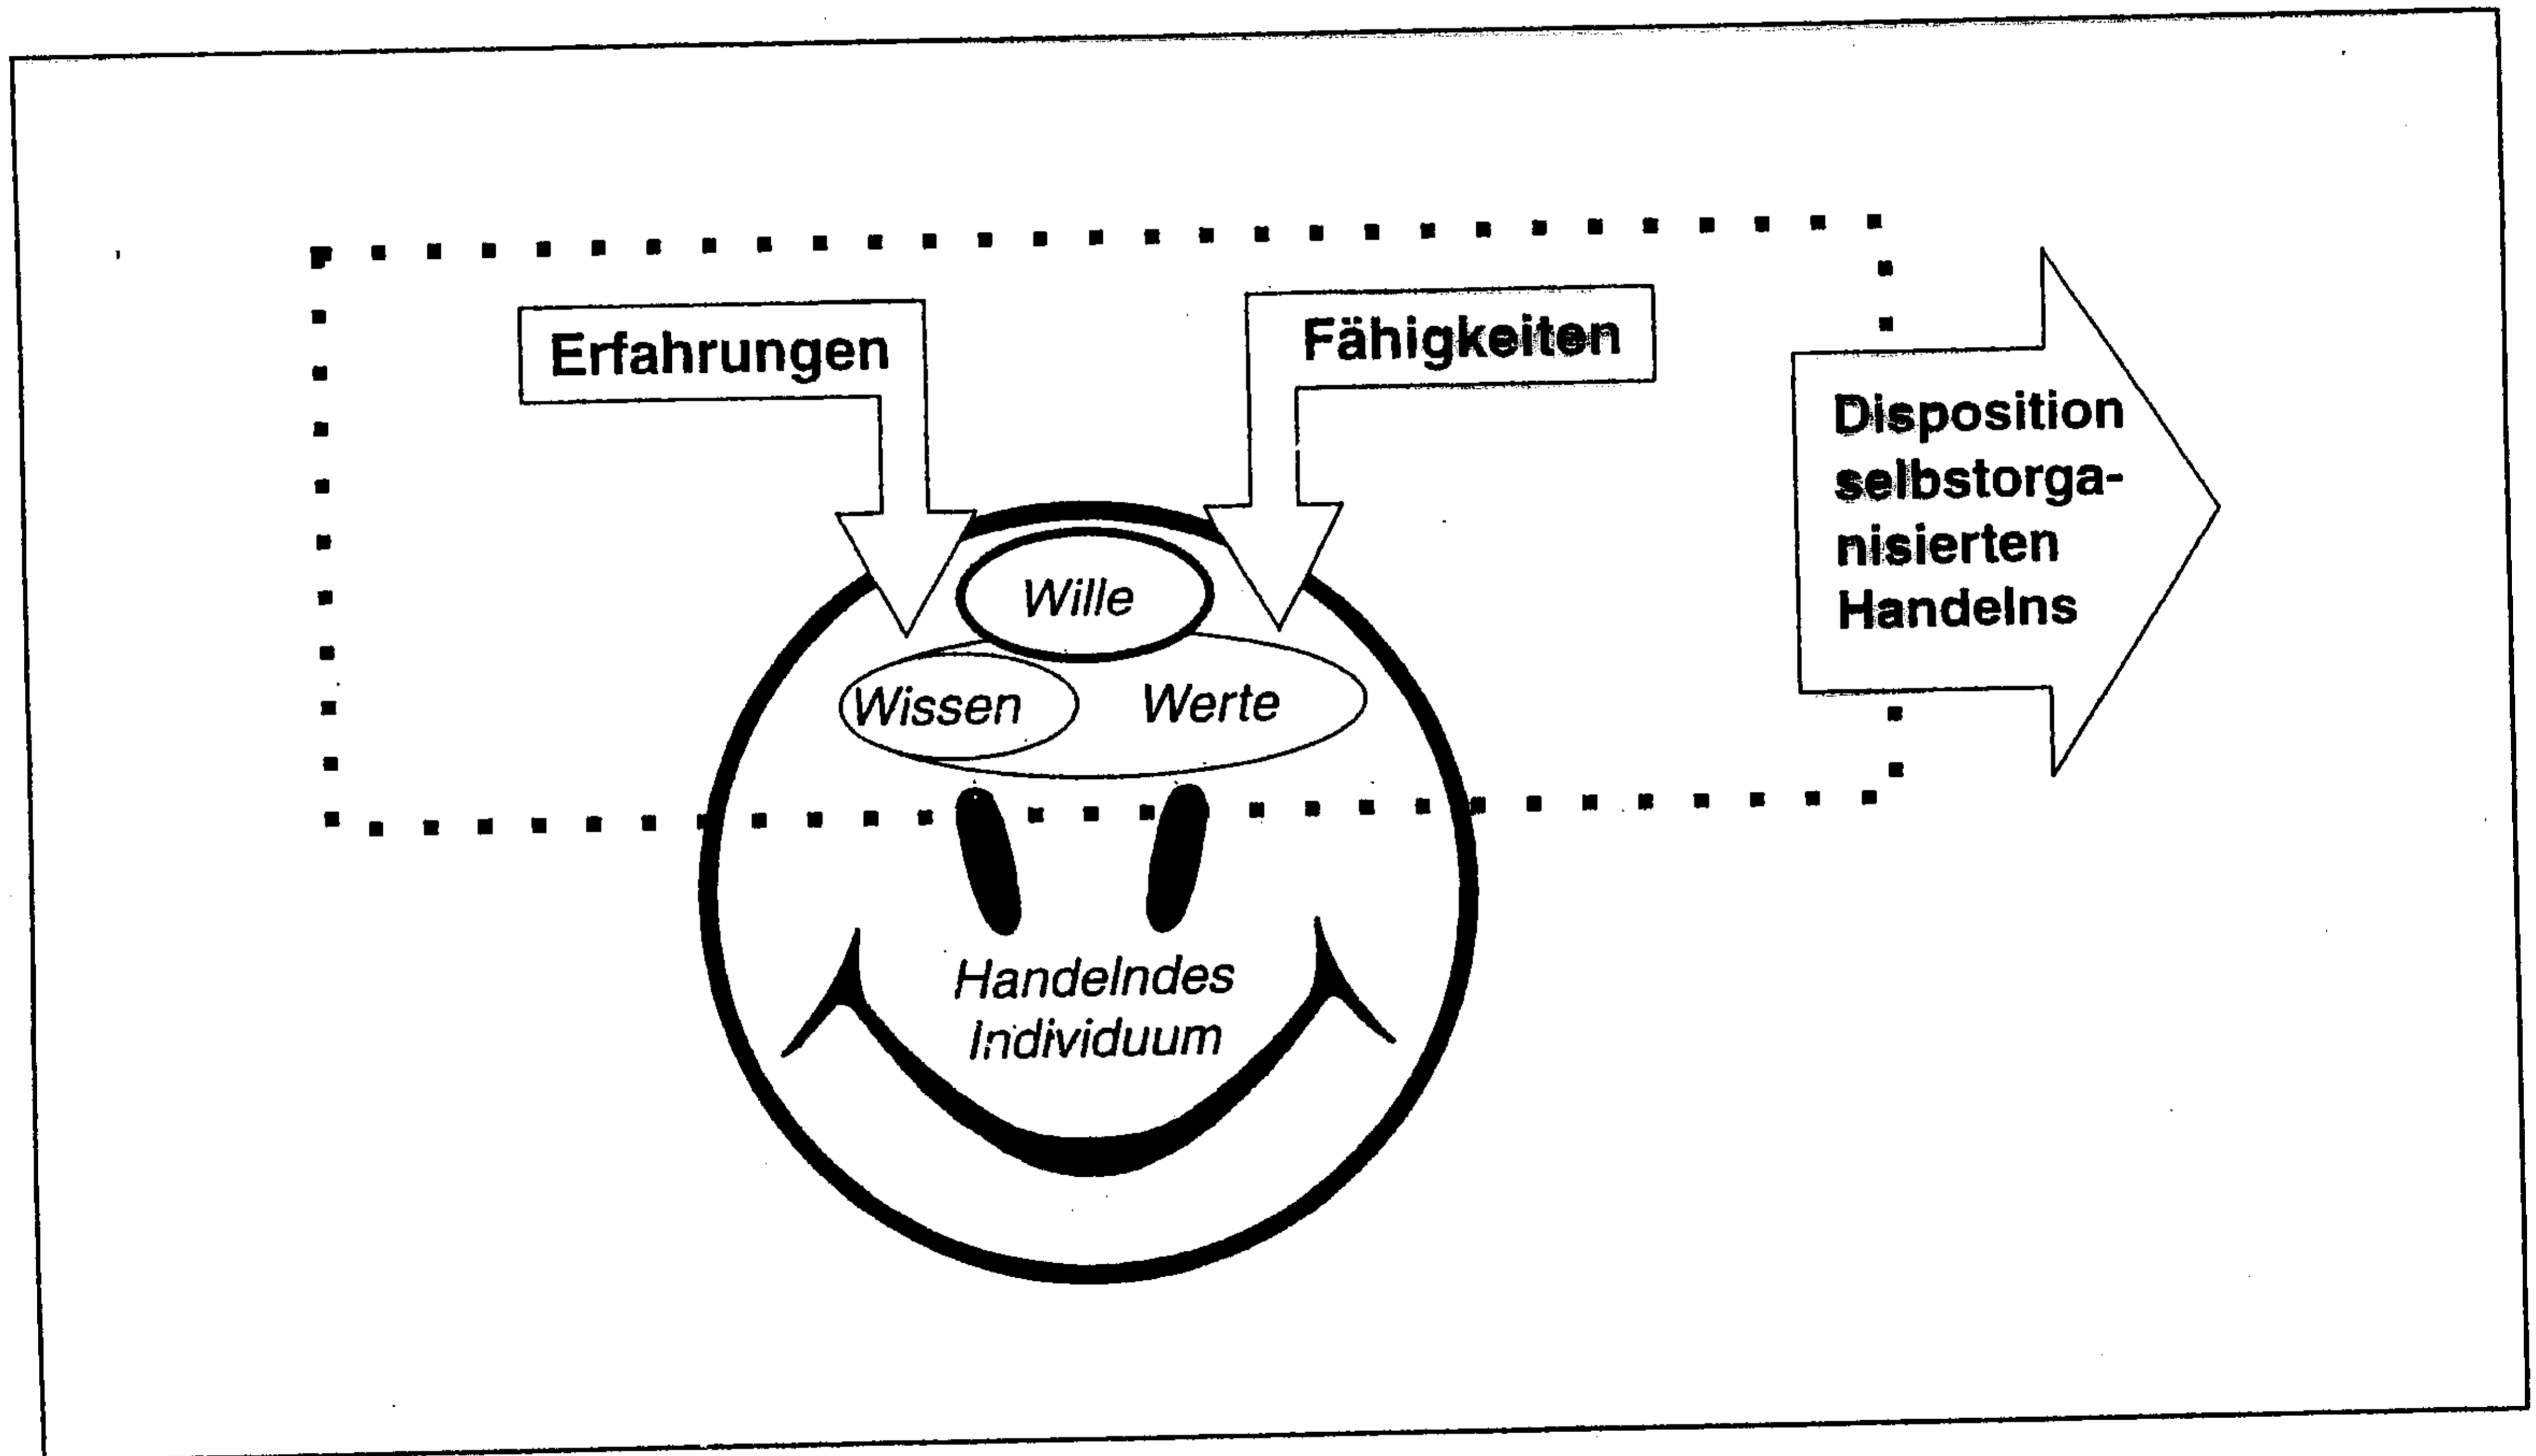 Erfahrungen
Fähigkeiten
Disposition
selbstorga-
nisierten
Handelns
Wille
Wissen
Werte
Handelndes
Individuum